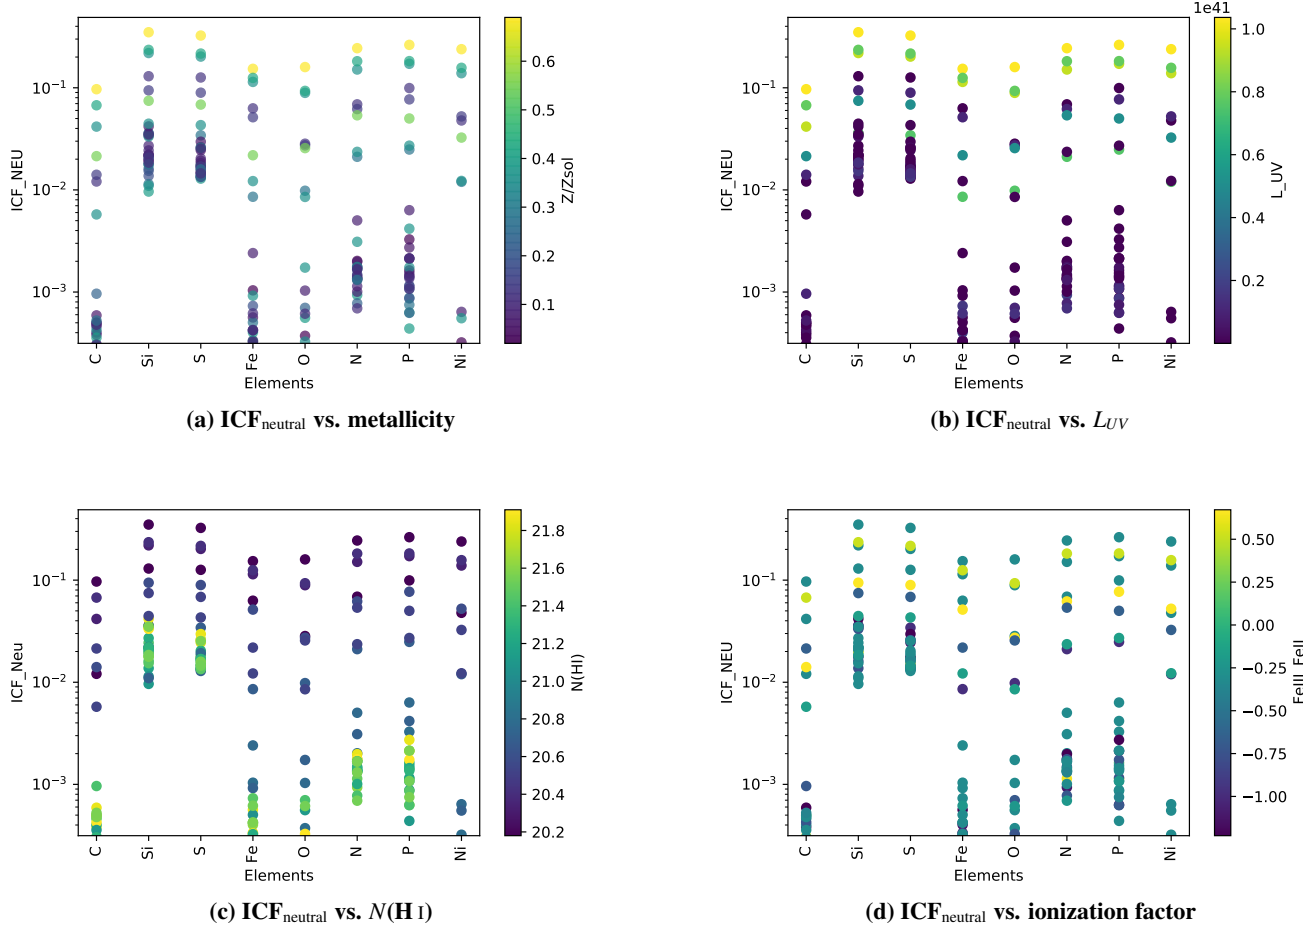 ICF_NEU
10⁻¹
10⁻²
10⁻³
C Si S Fe O N P Ni
Elements
0.6
0.5
0.4
0.3
0.2
0.1
Z/Zsol
(a) ICFneutral vs. metallicity
1e41
ICF_NEU
10⁻¹
10⁻²
10⁻³
C Si S Fe O N P Ni
Elements
1.0
0.8
0.6
0.4
0.2
L_UV
(b) ICFneutral vs. LUV
ICF_Neu
10⁻¹
10⁻²
10⁻³
C Si S Fe O N P Ni
Elements
21.8
21.6
21.4
21.2
21.0
20.8
20.6
20.4
20.2
N(HI)
(c) ICFneutral vs. N(H I)
ICF_NEU
10⁻¹
10⁻²
10⁻³
C Si S Fe O N P Ni
Elements
0.50
0.25
0.00
−0.25
−0.50
−0.75
−1.00
FeIII_FeII
(d) ICFneutral vs. ionization factor